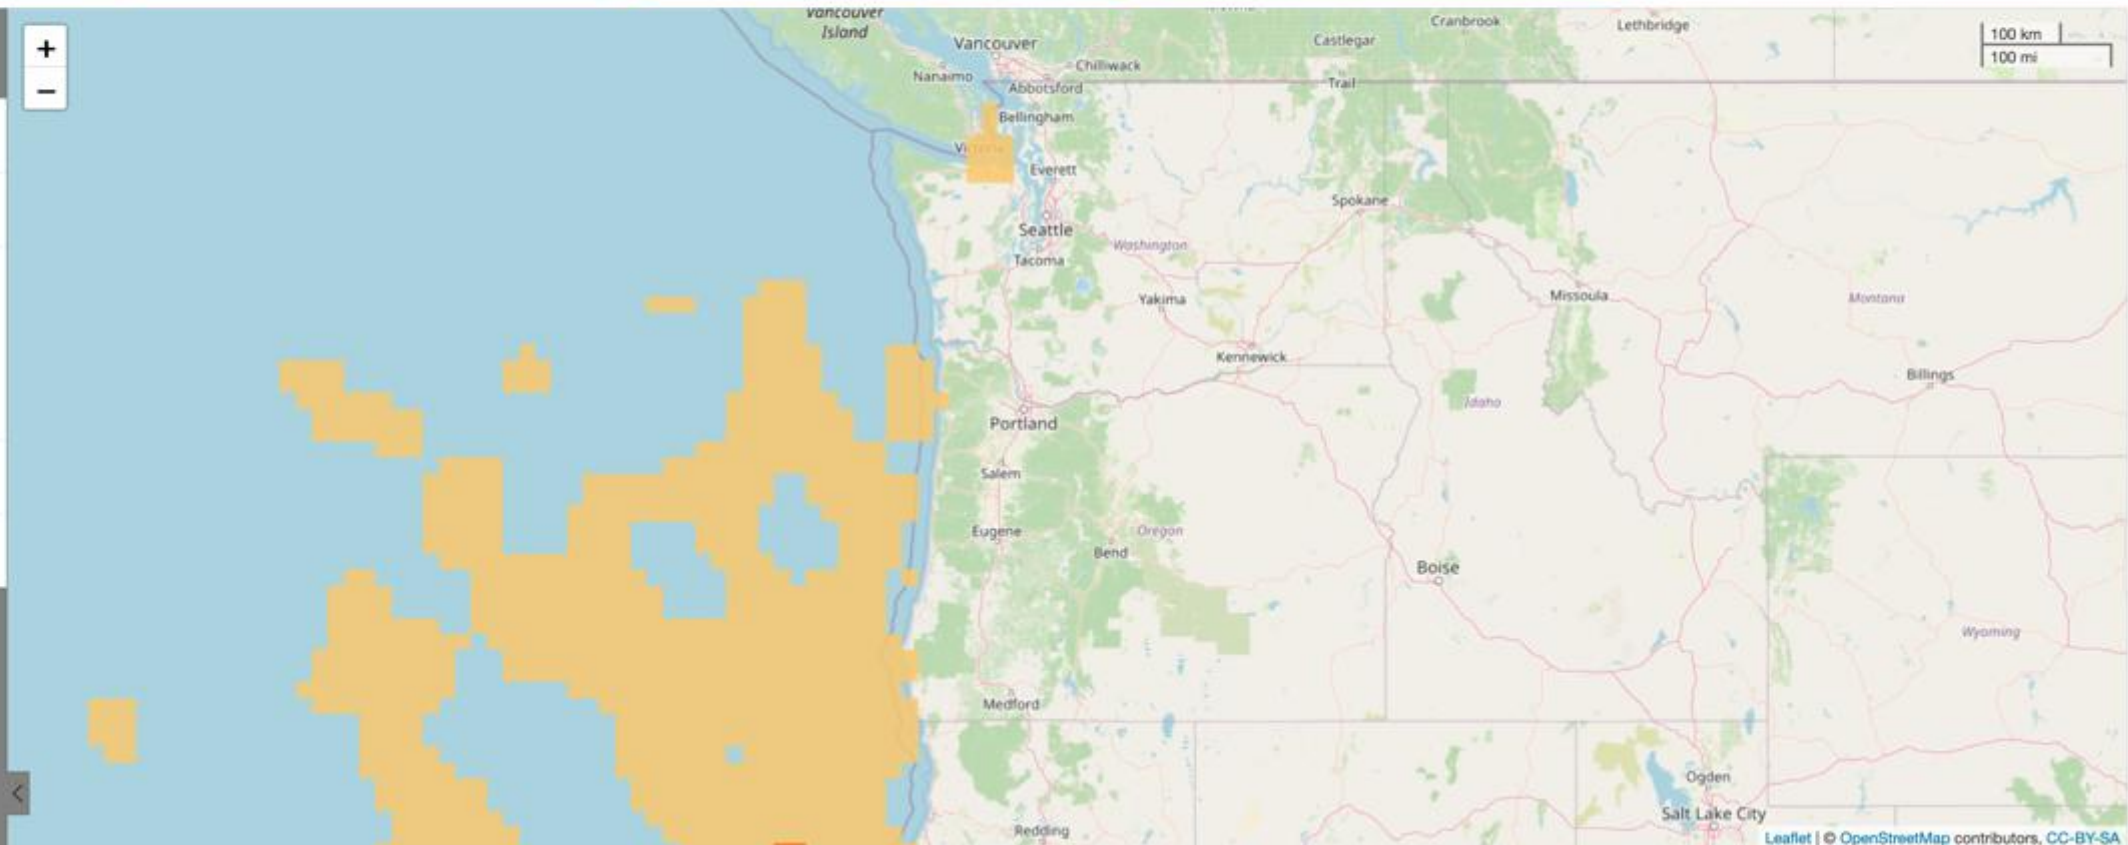 Vancouver
Island
Vancouver
Cranbrook
Lethbridge
Castlegar
+
100 km
100 mi
Chilliwack
Nanaimo
Abbotsford
Trail
−
Bellingham
Everett
Spokane
Seattle
Washington
Tacoma
Yakima
Missoula
Montana
Kennewick
Billings
Idaho
Portland
Salem
Eugene
Oregon
Bend
Boise
Wyoming
Medford
Ogden
Salt Lake City
Redding
Leaflet | © OpenStreetMap contributors, CC-BY-SA